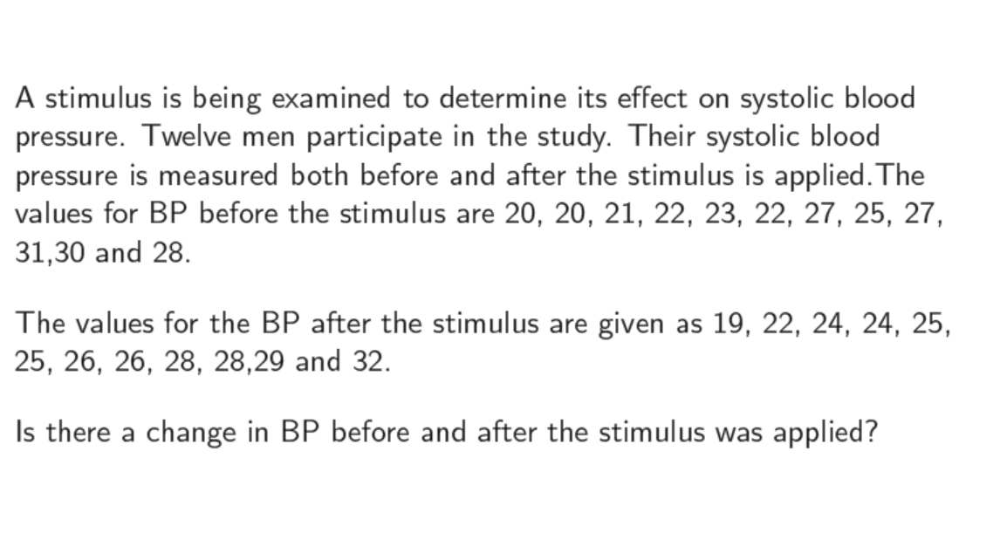 A stimulus is being examined to determine its effect on systolic blood
pressure. Twelve men participate in the study. Their systolic blood
pressure is measured both before and after the stimulus is applied.The
values for BP before the stimulus are 20, 20, 21, 22, 23, 22, 27, 25, 27,
31,30 and 28.
The values for the BP after the stimulus are given as 19, 22, 24, 24, 25,
25, 26, 26, 28, 28,29 and 32.
Is there a change in BP before and after the stimulus was applied?